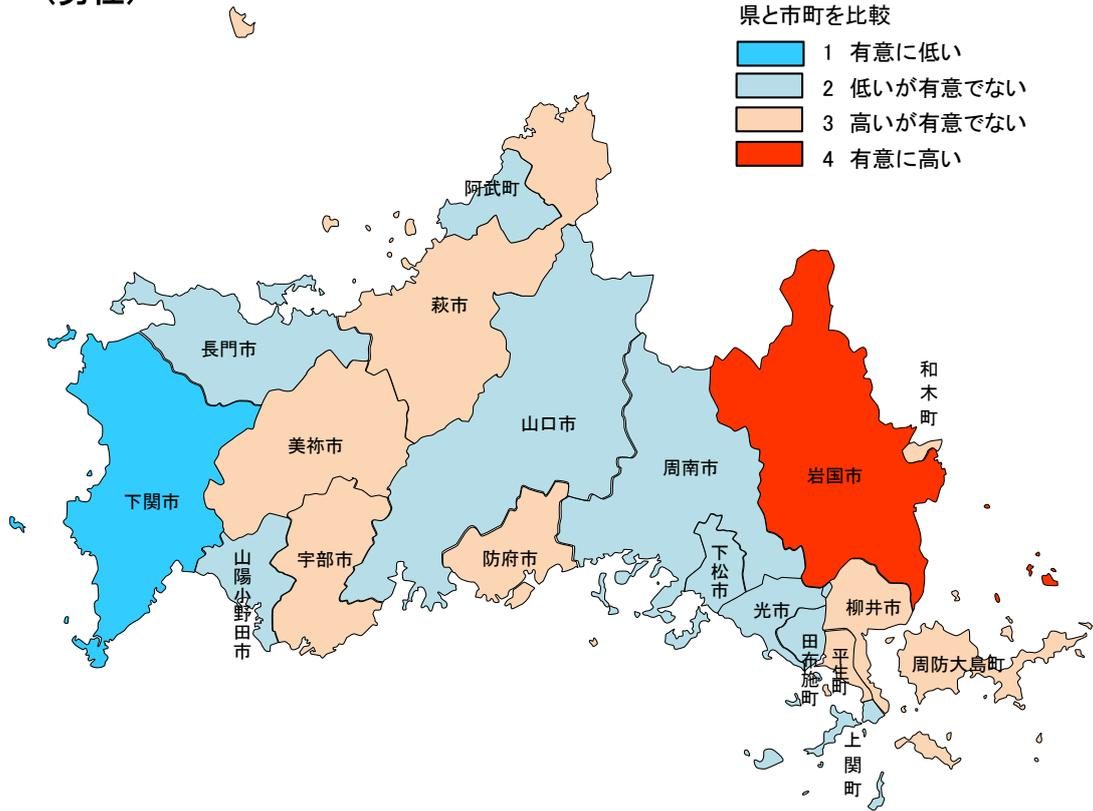 （男性）
県と市町を比較
1 有意に低い
2 低いが有意でない
3 高いが有意でない
4 有意に高い
阿武町
萩市
長門市
和木町
山口市
美祢市
周南市
岩国市
下関市
宇部市
防府市
下松市
山陽小野田市
光市
柳井市
田布施町
平生町
周防大島町
上関町